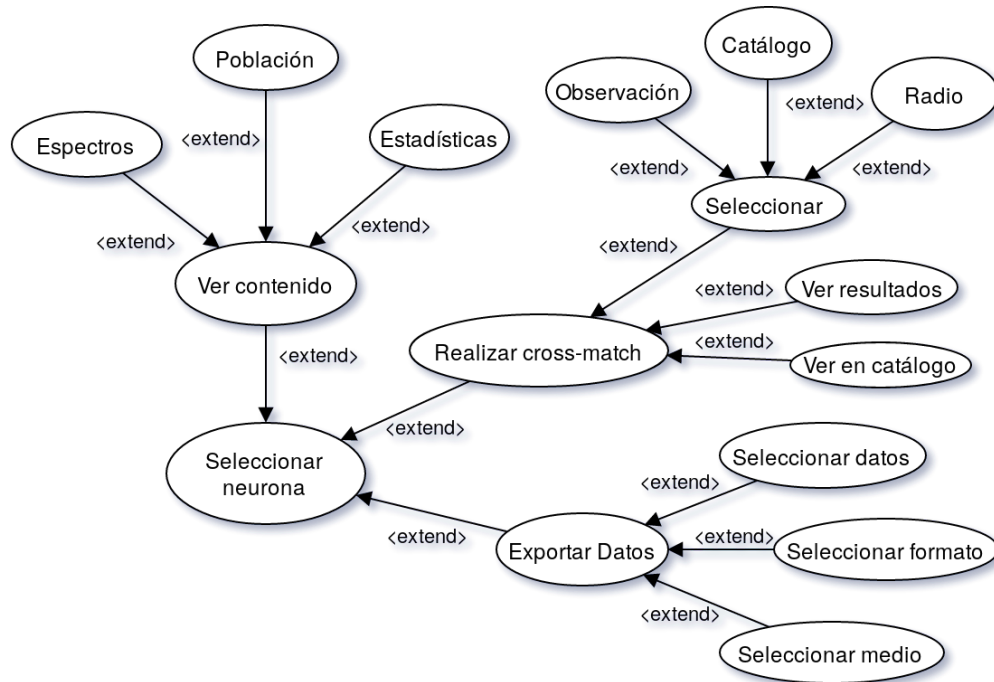 Población
Catálogo
Observación
Radio
Espectros
Estadísticas
<extend>
<extend>
<extend>
<extend>
<extend>
<extend>
Seleccionar
Ver contenido
<extend>
<extend>
Ver resultados
Realizar cross-match
<extend>
<extend>
Ver en catálogo
<extend>
Seleccionar
neurona
Seleccionar datos
<extend>
<extend>
<extend>
Exportar Datos
Seleccionar formato
<extend>
Seleccionar medio